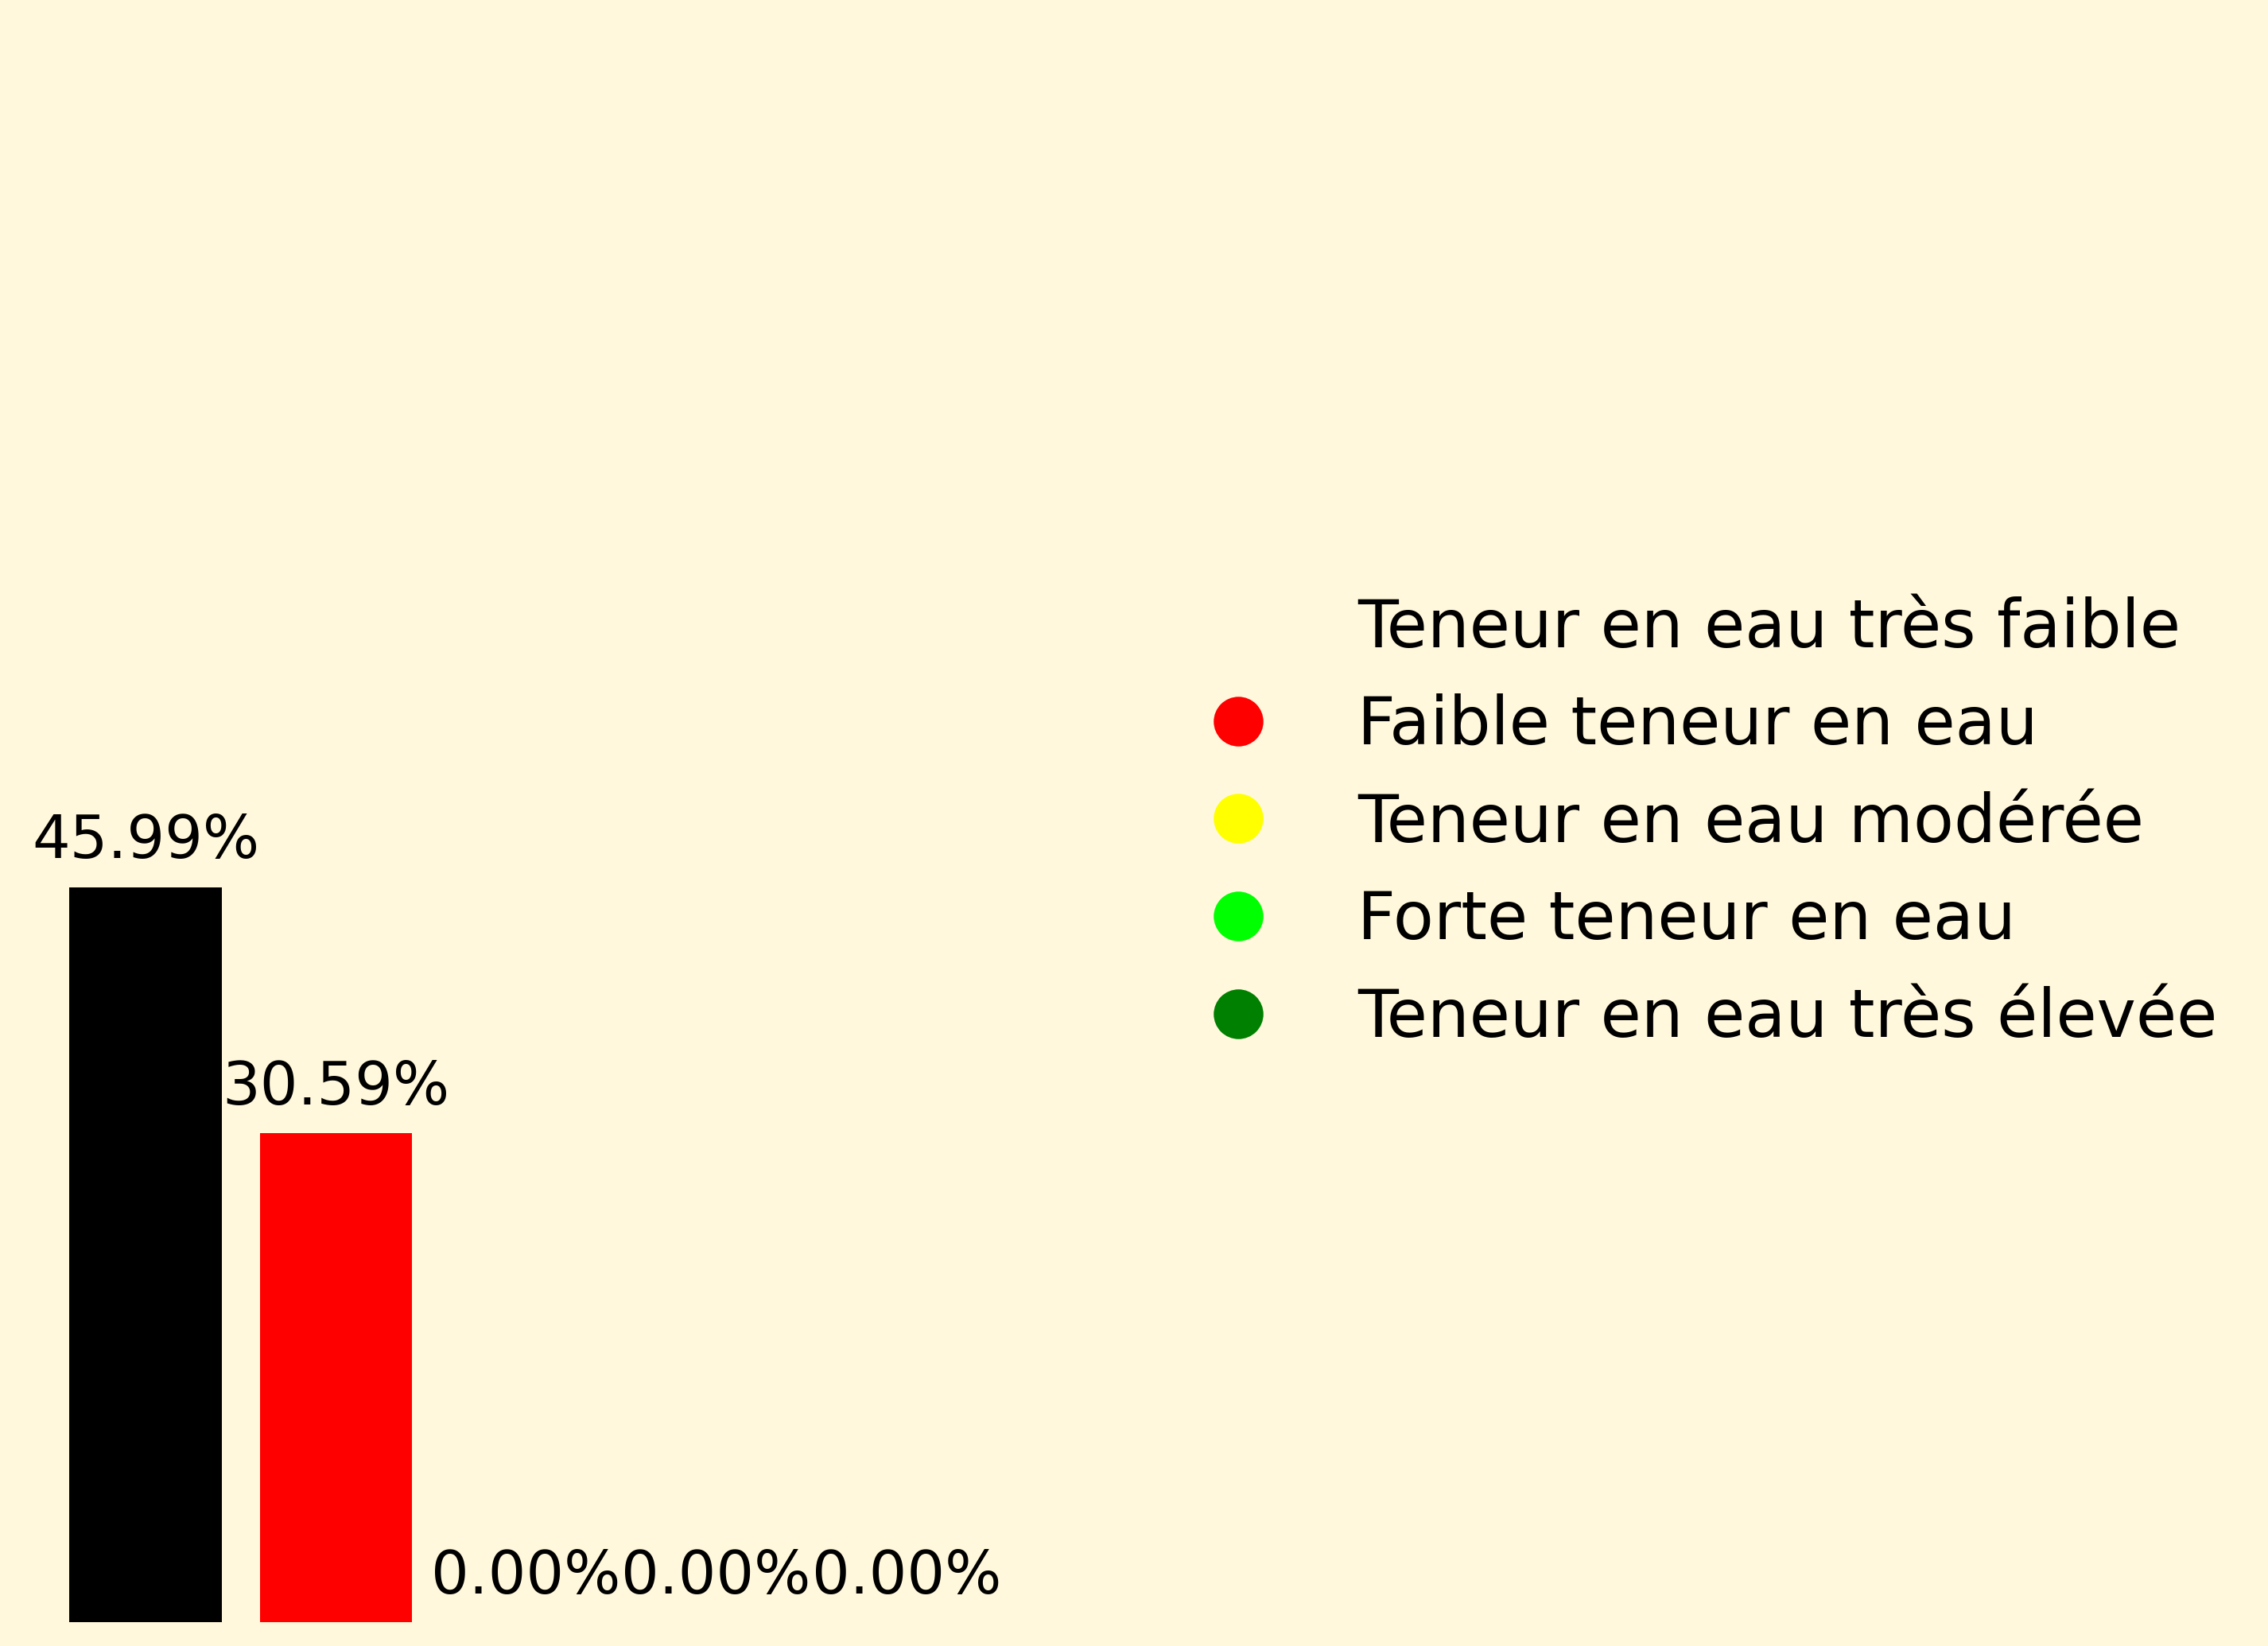 Teneur en eau très faible
Faible teneur en eau
Teneur en eau modérée
Forte teneur en eau
Teneur en eau très élevée
45.99%
30.59%
0.00%0.00%0.00%